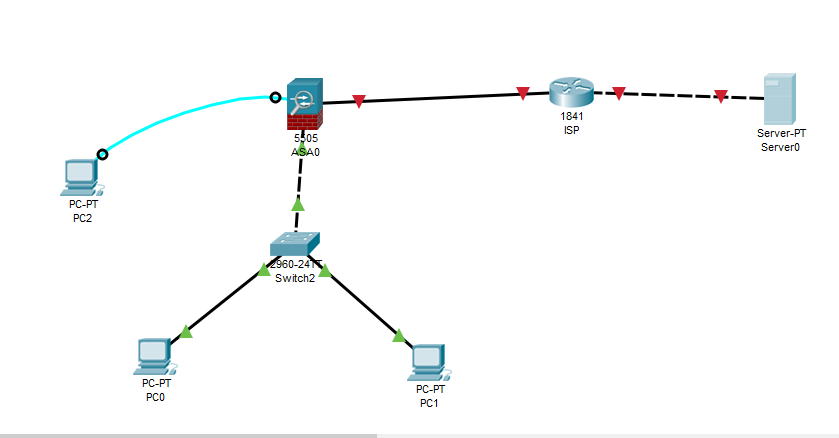 1841
ISP
Server-PT
Server0
5505
ASA0
PC-PT
PC2
2960-24TT
Switch2
PC-PT
PC0
PC-PT
PC1